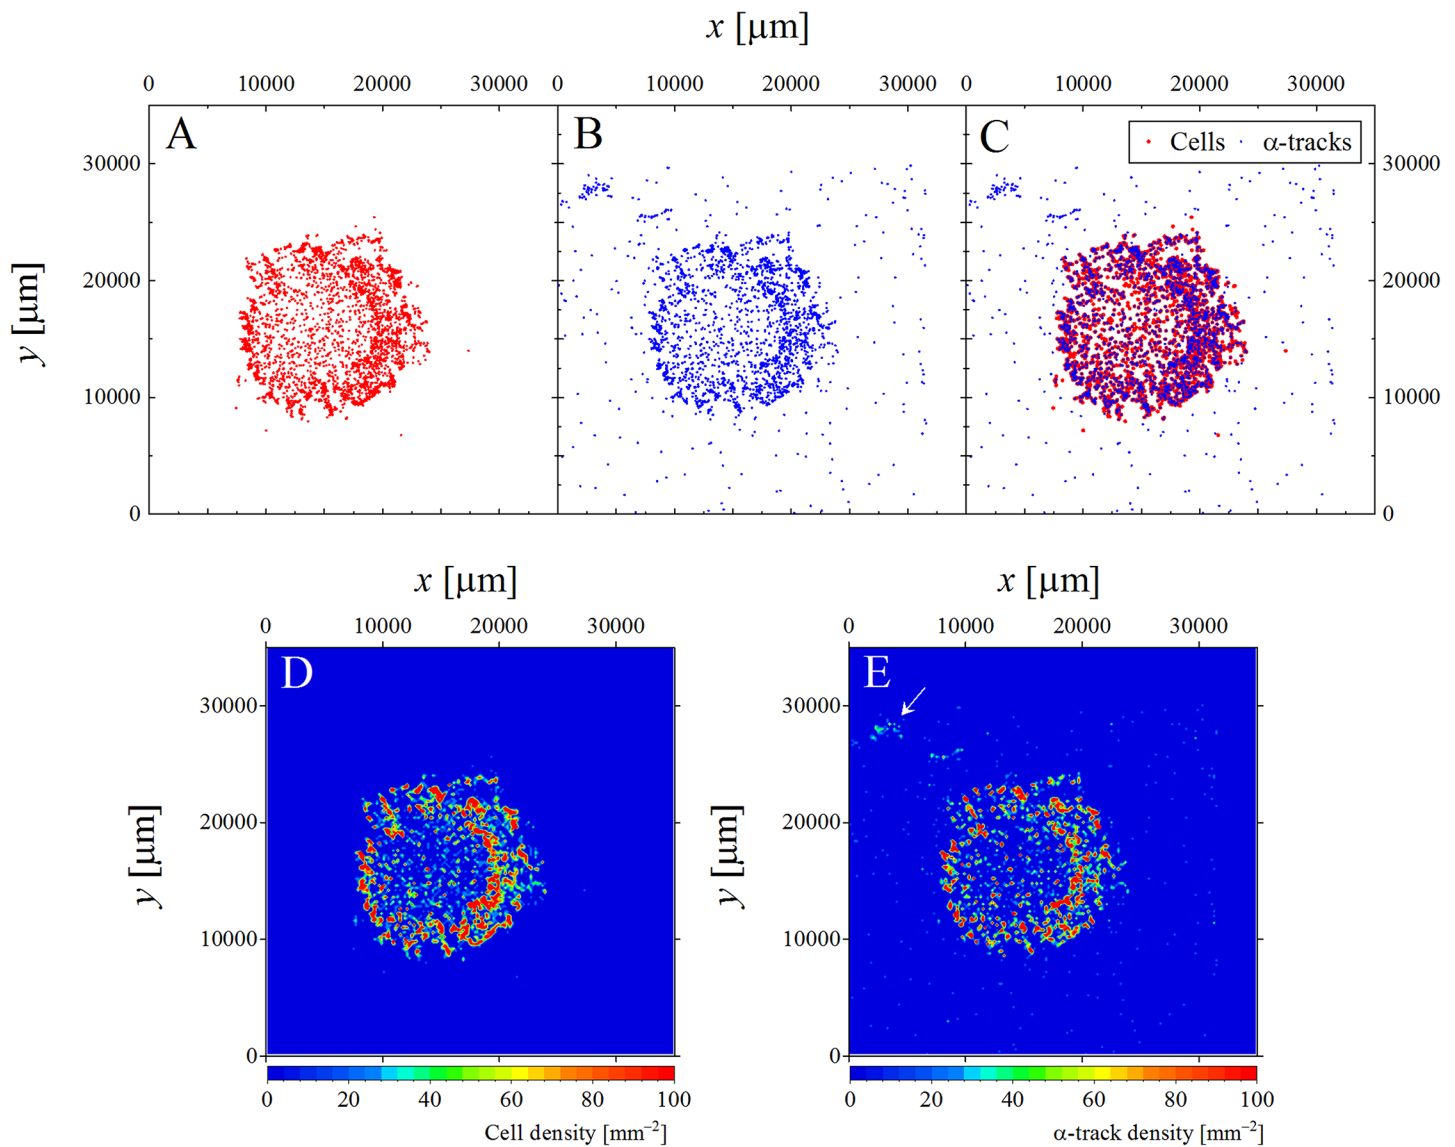 x [μm]
0 10000 20000 30000 0 10000 20000 30000 0 10000 20000 30000
A B C Cells α-tracks
30000 30000
20000 20000
y [μm]
10000 10000
0 0
x [μm] x [μm]
0 10000 20000 30000 0 10000 20000 30000
D E
30000 30000
20000 20000
y [μm] y [μm]
10000 10000
0 0
0 20 40 60 80 100 0 20 40 60 80 100
Cell density [mm⁻²] α-track density [mm⁻²]